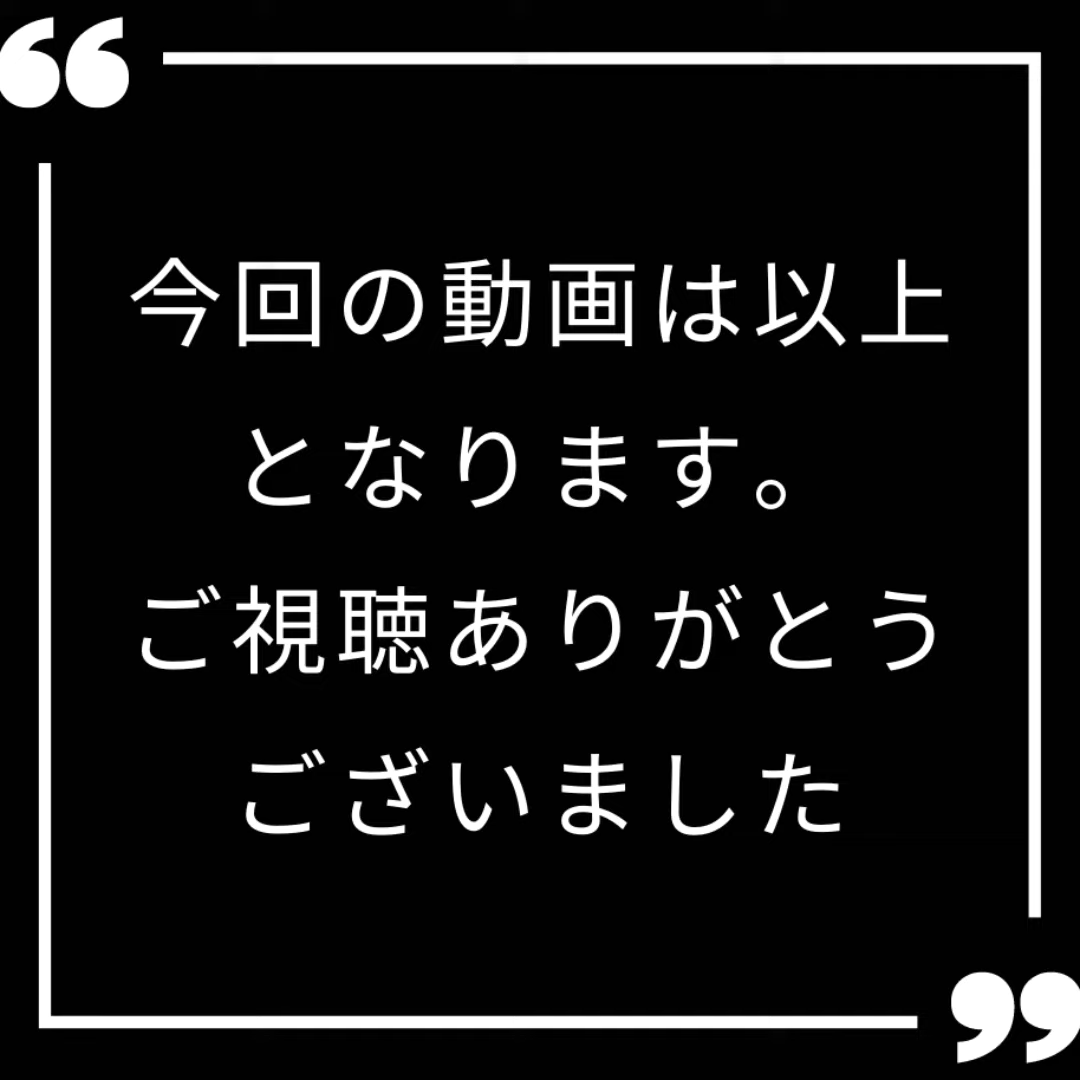 今回の動画は以上
となります。
ご視聴ありがとう
ございました